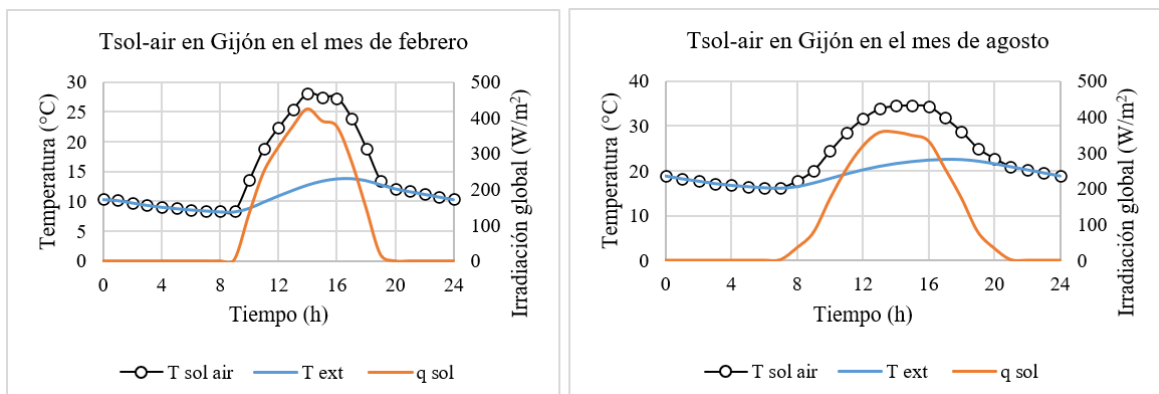 Tsol-air en Gijón en el mes de febrero
Temperatura (°C)
30
25
20
15
10
5
0
500
400
300
200
100
0
Irradiación global (W/m²)
0 4 8 12 16 20 24
Tiempo (h)
T sol air T ext q sol
Tsol-air en Gijón en el mes de agosto
Temperatura (°C)
40
30
20
10
0
500
400
300
200
100
0
Irradiación global (W/m²)
0 4 8 12 16 20 24
Tiempo (h)
T sol air T ext q sol